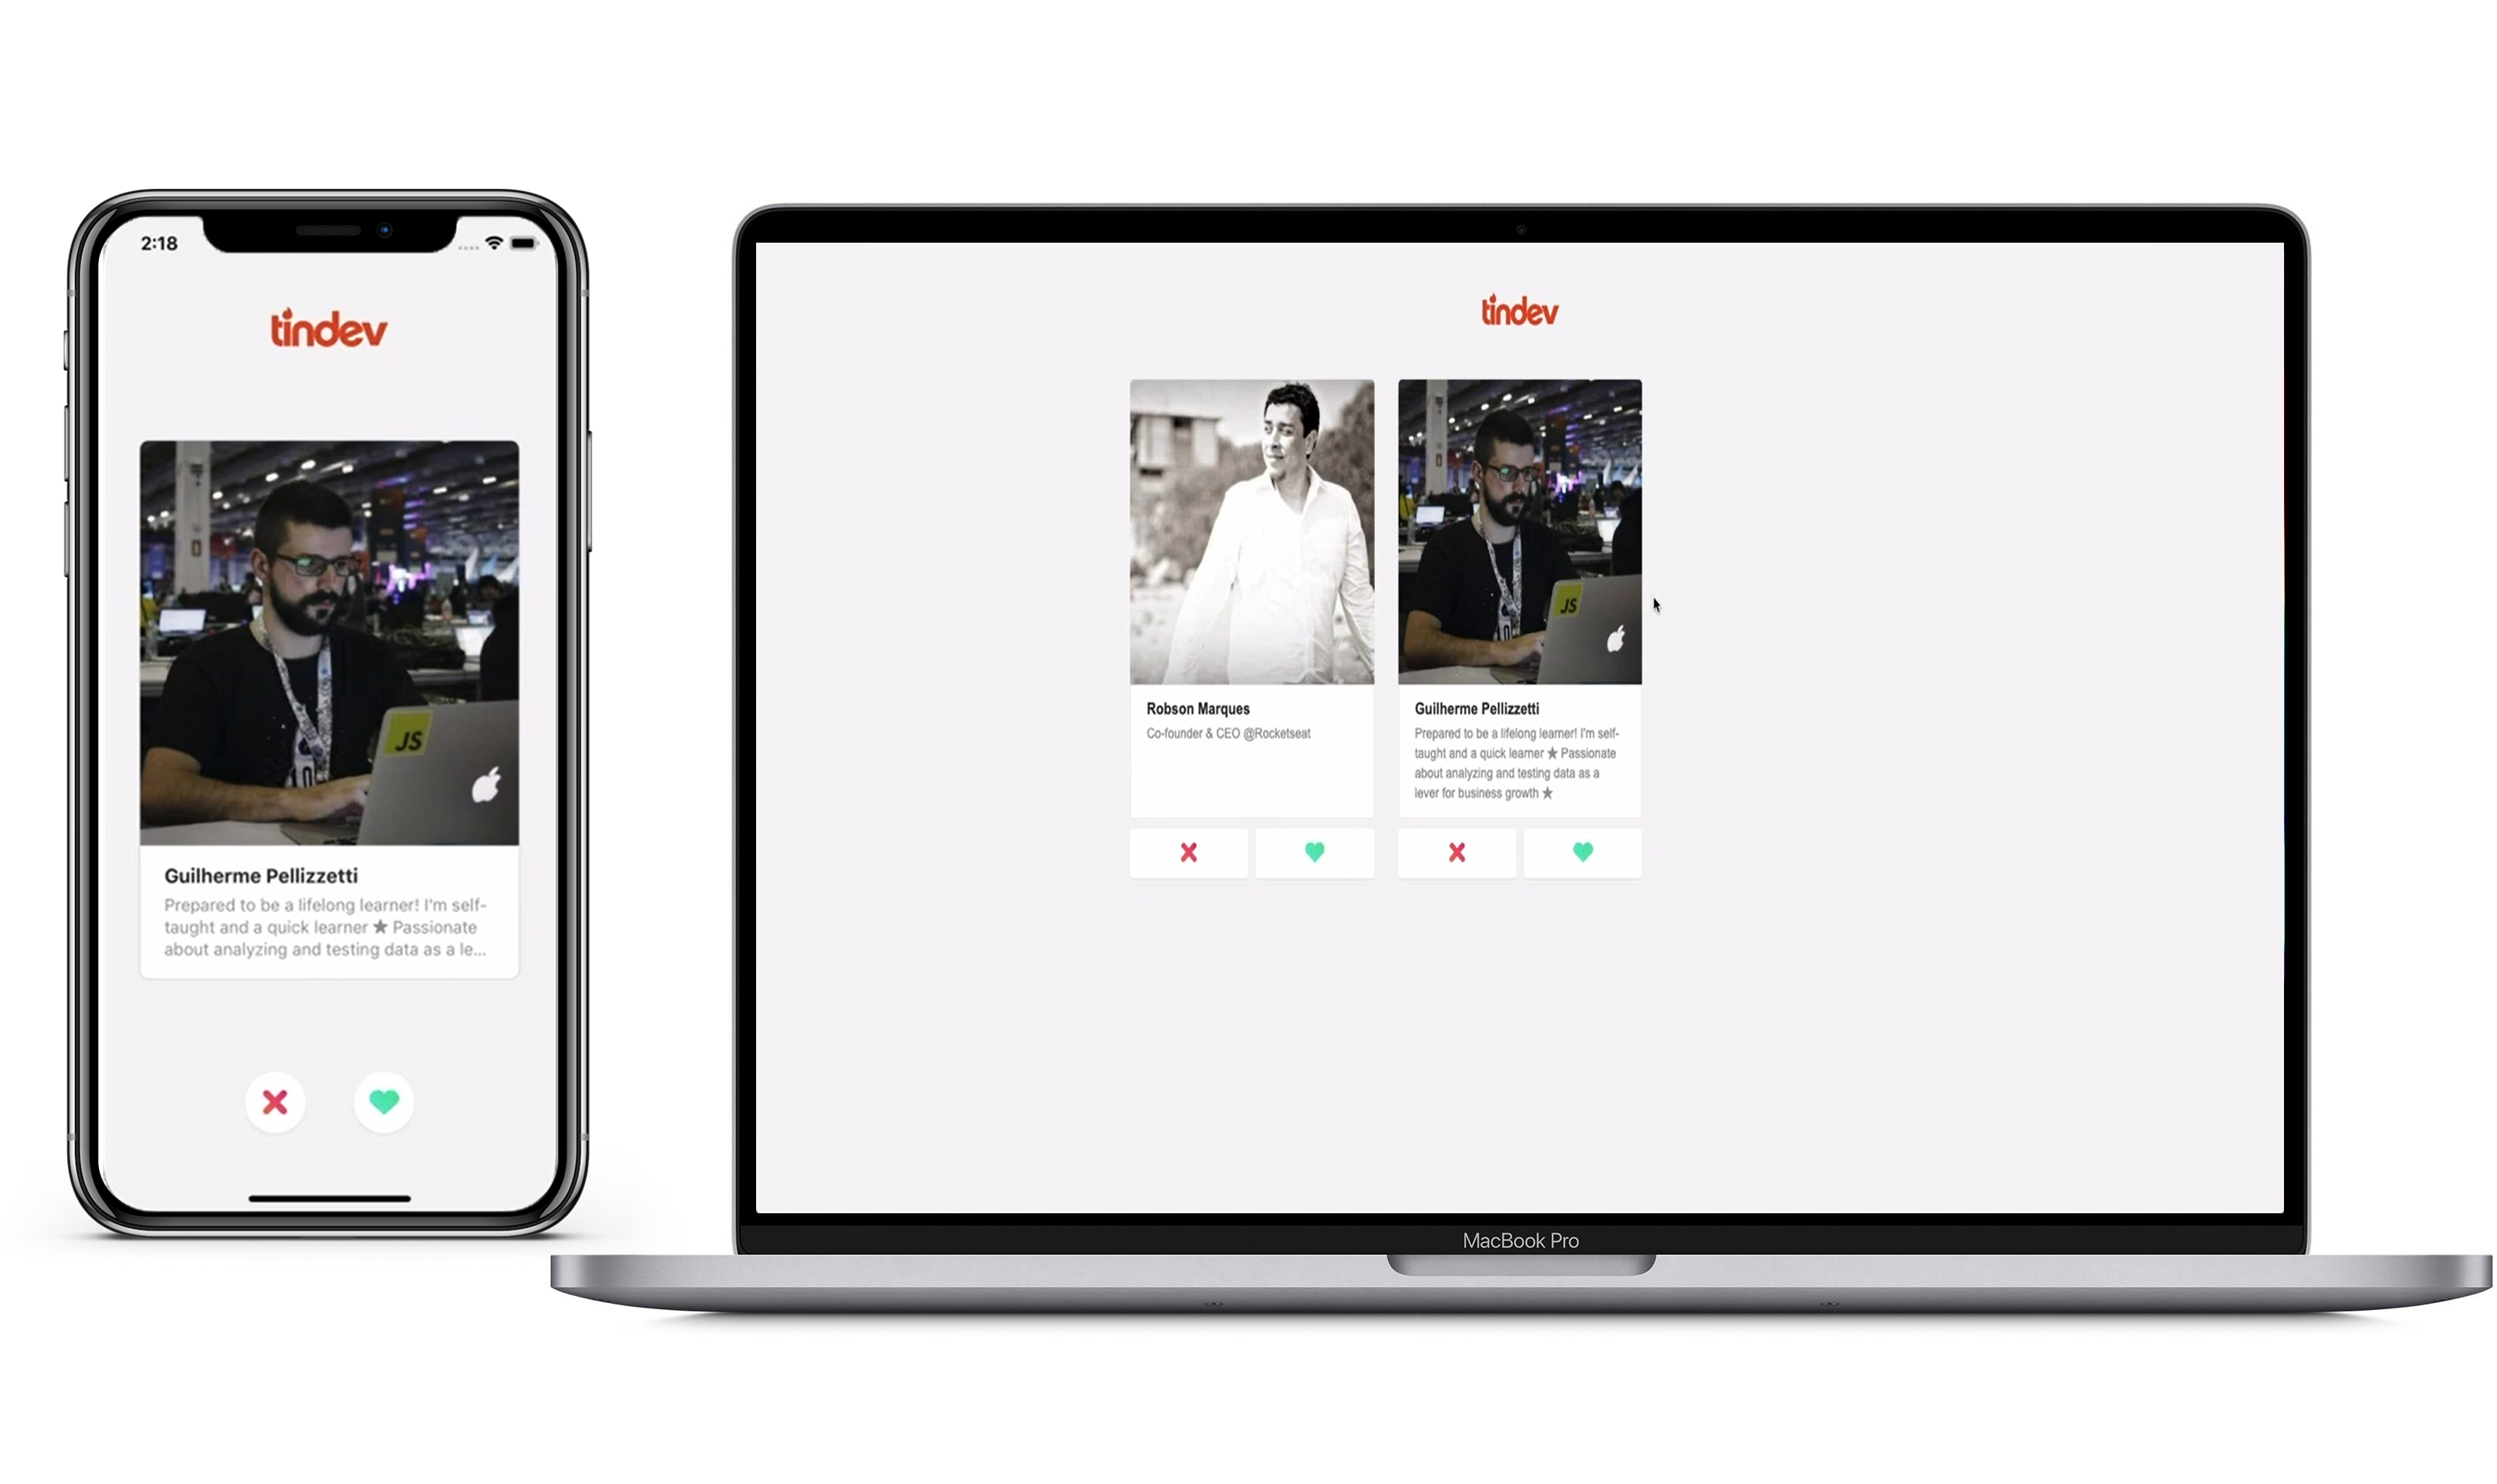 2:18
tindev
JS
Guilherme Pellizzetti
Prepared to be a lifelong learner! I'm self-
taught and a quick learner ★ Passionate
about analyzing and testing data as a le...
tindev
JS
Robson Marques
Co-founder & CEO @Rocketseat
Guilherme Pellizzetti
Prepared to be a lifelong learner! I'm self-
taught and a quick learner ★ Passionate
about analyzing and testing data as a
lever for business growth ★
MacBook Pro